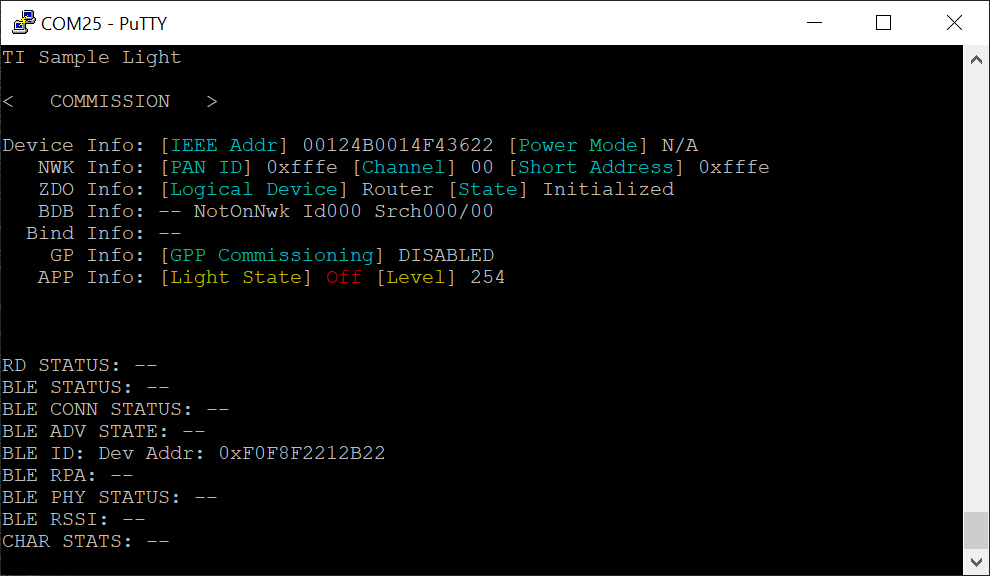 COM25 - PuTTY
TI Sample Light
<   COMMISSION   >
Device Info: [IEEE Addr] 00124B0014F43622 [Power Mode] N/A
NWK Info: [PAN ID] 0xfffe [Channel] 00 [Short Address] 0xfffe
ZDO Info: [Logical Device] Router [State] Initialized
BDB Info: -- NotOnNwk Id000 Srch000/00
Bind Info: --
GP Info: [GPP Commissioning] DISABLED
APP Info: [Light State] Off [Level] 254
RD STATUS: --
BLE STATUS: --
BLE CONN STATUS: --
BLE ADV STATE: --
BLE ID: Dev Addr: 0xF0F8F2212B22
BLE RPA: --
BLE PHY STATUS: --
BLE RSSI: --
CHAR STATS: --